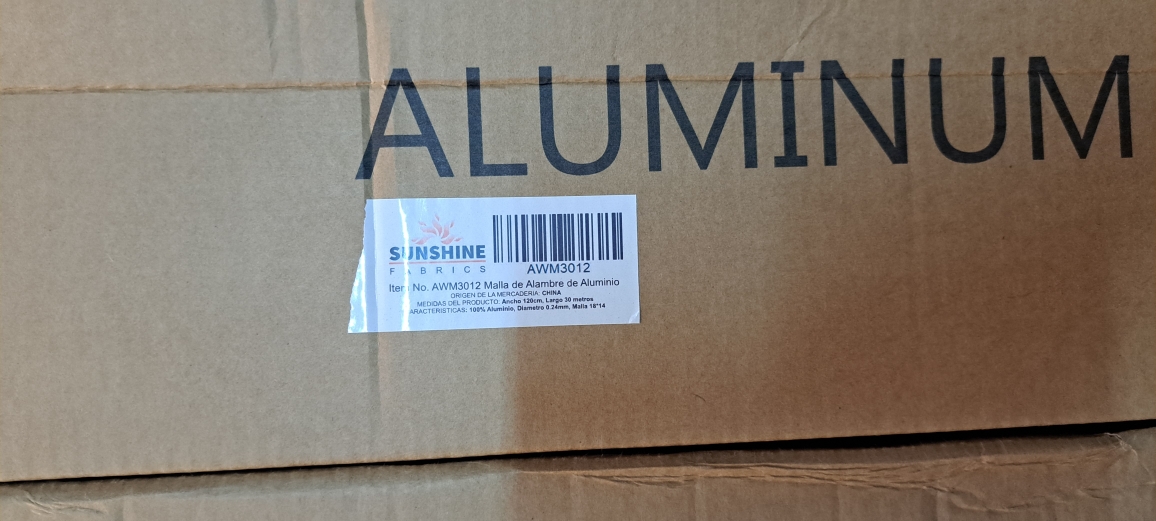 ALUMINUM
SUNSHINE
FABRICS
AWM3012
Item No. AWM3012 Malla de Alambre de Aluminio
ORIGEN DE LA MERCADERIA: CHINA
MEDIDAS DEL PRODUCTO: Ancho 120cm, Largo 30 metros
ARACTERISTICAS: 100% Aluminio, Diametro 0.24mm, Malla 18*14